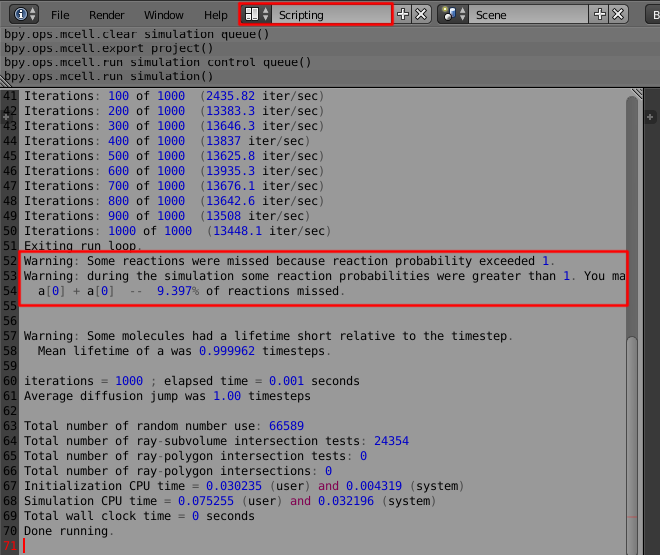 File Render Window Help Scripting Scene
bpy.ops.mcell.clear simulation queue()
bpy.ops.mcell.export project()
bpy.ops.mcell.run simulation control queue()
bpy.ops.mcell.run simulation()
41 Iterations: 100 of 1000 (2435.82 iter/sec)
42 Iterations: 200 of 1000 (13383.3 iter/sec)
43 Iterations: 300 of 1000 (13646.3 iter/sec)
44 Iterations: 400 of 1000 (13837 iter/sec)
45 Iterations: 500 of 1000 (13625.8 iter/sec)
46 Iterations: 600 of 1000 (13935.3 iter/sec)
47 Iterations: 700 of 1000 (13676.1 iter/sec)
48 Iterations: 800 of 1000 (13642.6 iter/sec)
49 Iterations: 900 of 1000 (13508 iter/sec)
50 Iterations: 1000 of 1000 (13448.1 iter/sec)
51 Exiting run loop.
52 Warning: Some reactions were missed because reaction probability exceeded 1.
53 Warning: during the simulation some reaction probabilities were greater than 1. You ma
54 a[0] + a[0] -- 9.397% of reactions missed.
55
56
57 Warning: Some molecules had a lifetime short relative to the timestep.
58 Mean lifetime of a was 0.999962 timesteps.
59
60 iterations = 1000 ; elapsed time = 0.001 seconds
61 Average diffusion jump was 1.00 timesteps
62
63 Total number of random number use: 66589
64 Total number of ray-subvolume intersection tests: 24354
65 Total number of ray-polygon intersection tests: 0
66 Total number of ray-polygon intersections: 0
67 Initialization CPU time = 0.030235 (user) and 0.004319 (system)
68 Simulation CPU time = 0.075255 (user) and 0.032196 (system)
69 Total wall clock time = 0 seconds
70 Done running.
71